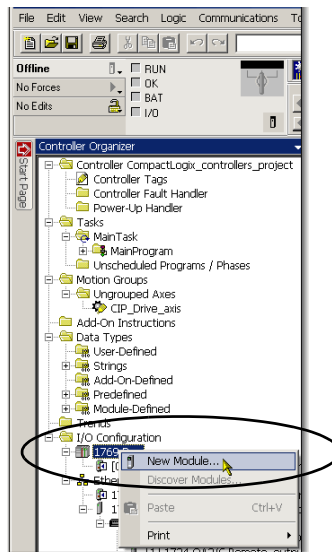 File Edit View Search Logic Communications
Offline
RUN
No Forces
OK
No Edits
BAT
I/O
Start Page
Controller Organizer
Controller CompactLogix_controllers_project
Controller Tags
Controller Fault Handler
Power-Up Handler
Tasks
MainTask
MainProgram
Unscheduled Programs / Phases
Motion Groups
Ungrouped Axes
CIP_Drive_axis
Add-On Instructions
Data Types
User-Defined
Strings
Add-On-Defined
Predefined
Module-Defined
Trends
I/O Configuration
1769
New Module...
Discover Modules...
Paste Ctrl+V
Print